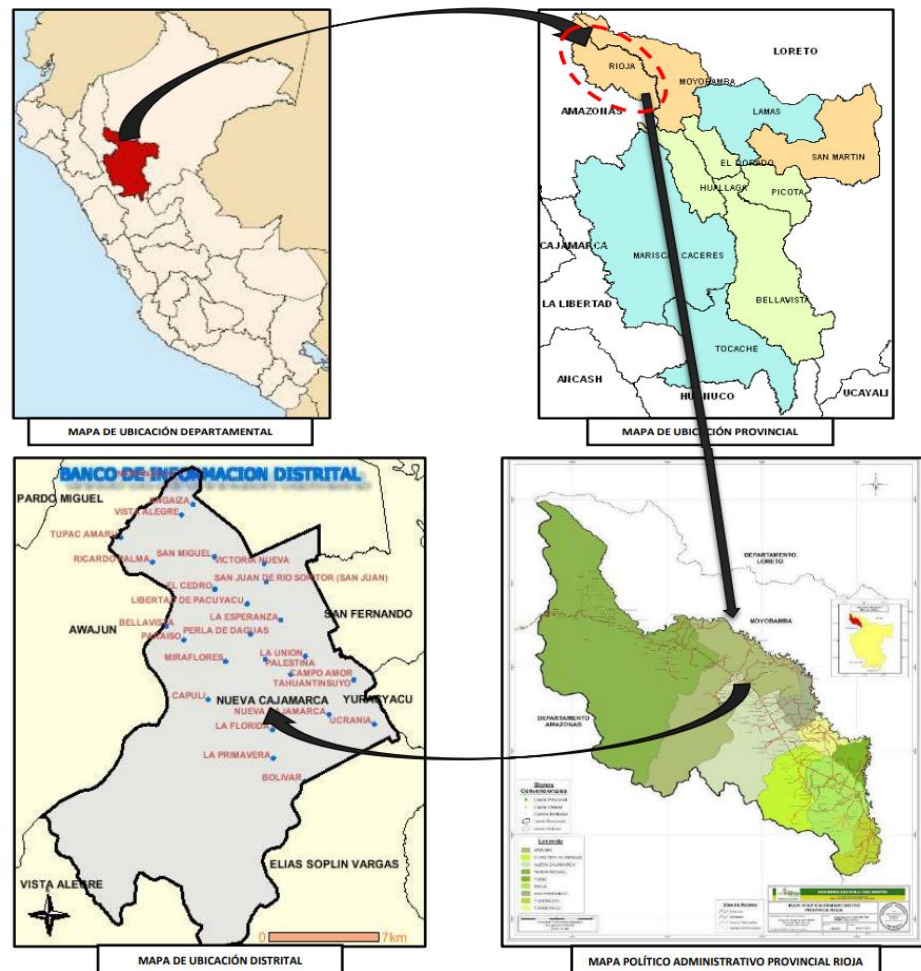 MAPA DE UBICACIÓN DEPARTAMENTAL
LORETO
RIOJA
MOYOBAMBA
AMAZONAS
LAMAS
SAN MARTIN
EL DORADO
HUALLAGA
PICOTA
CAJAMARCA
MARISCAL CACERES
LA LIBERTAD
BELLAVISTA
TOCACHE
ANCASH
HUANUCO
UCAYALI
MAPA DE UBICACIÓN PROVINCIAL
BANCO DE INFORMACION DISTRITAL
PARDO MIGUEL
VISTA ALEGRE
TUPAC AMARU
RICARDO PALMA
SAN MIGUEL
VICTORIA NUEVA
SAN JUAN DE RIO SORITOR (SAN JUAN)
EL CEDRO
LIBERTAD DE PACUYACU
LA ESPERANZA
SAN FERNANDO
BELLAVISTA
AWAJUN
PERLA DE DAGUAS
PARAISO
MIRAFLORES
LA UNION
PALESTINA
CAMPO AMOR
TAHUANTINSUYO
CAPULI
NUEVA CAJAMARCA
YURACYACU
NUEVA CAJAMARCA
UCRANIA
LA FLORIDA
LA PRIMAVERA
BOLIVAR
ELIAS SOPLIN VARGAS
VISTA ALEGRE
0 7km
MAPA DE UBICACIÓN DISTRITAL
DEPARTAMENTO
LORETO
MOYOBAMBA
DEPARTAMENTO
AMAZONAS
Signos
Convencionales
Leyenda
MAPA POLÍTICO ADMINISTRATIVO PROVINCIAL RIOJA